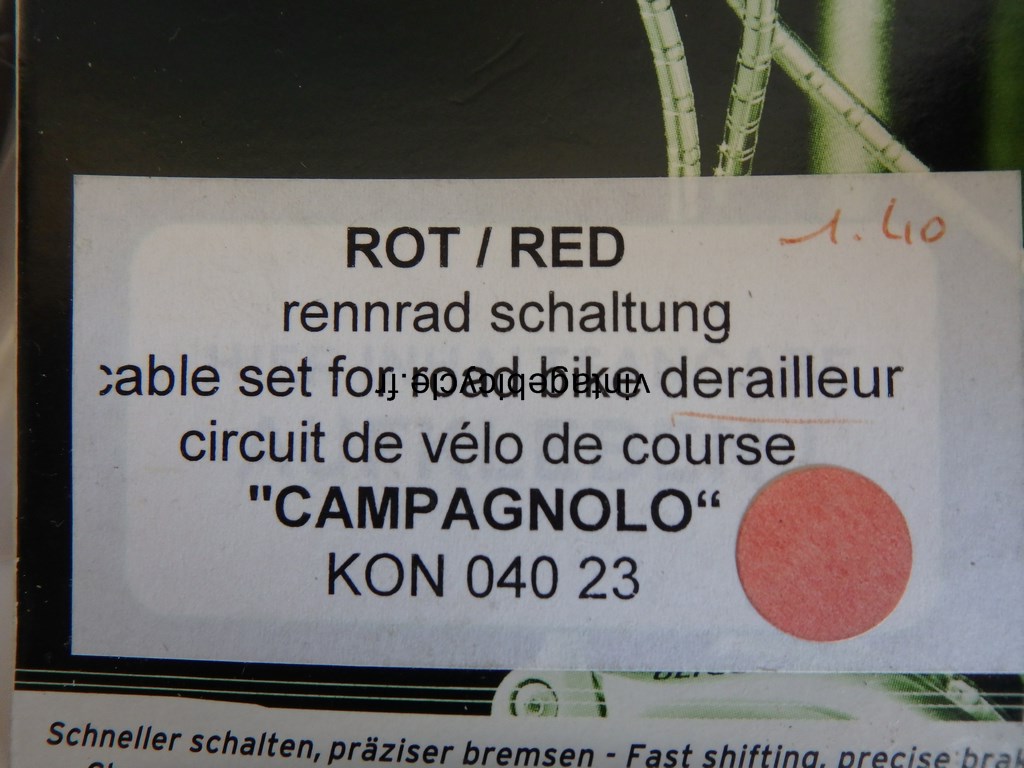 ROT / RED
1.40
rennrad schaltung
cable set for road bike derailleur
vintagebicycle.fr
circuit de vélo de course
"CAMPAGNOLO“
KON 040 23
Schneller schalten, präziser bremsen - Fast shifting, precise brak